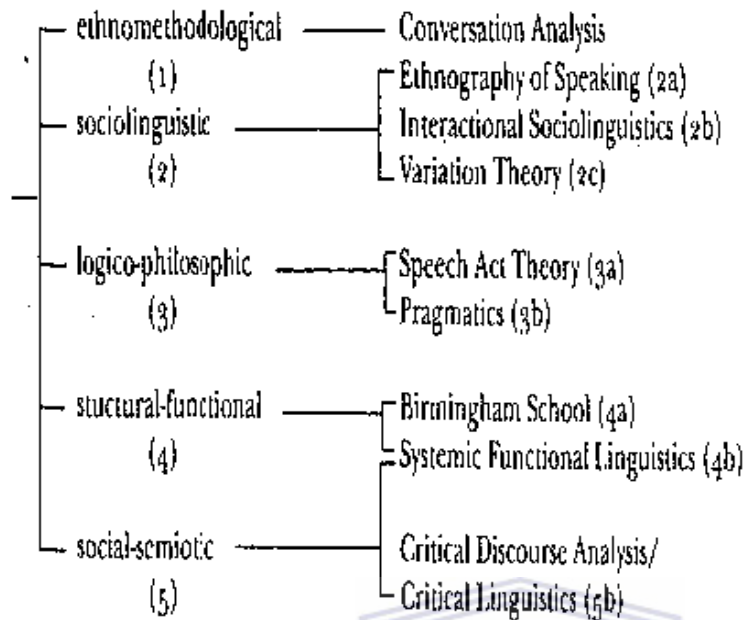 ethnomethodological Conversation Analysis
(1) Ethnography of Speaking (2a)
sociolinguistic Interactional Sociolinguistics (2b)
(2) Variation Theory (2c)
logico-philosophic Speech Act Theory (3a)
(3) Pragmatics (3b)
stuctural-functional Birmingham School (4a)
(4) Systemic Functional Linguistics (4b)
social-semiotic Critical Discourse Analysis/
(5) Critical Linguistics (5b)